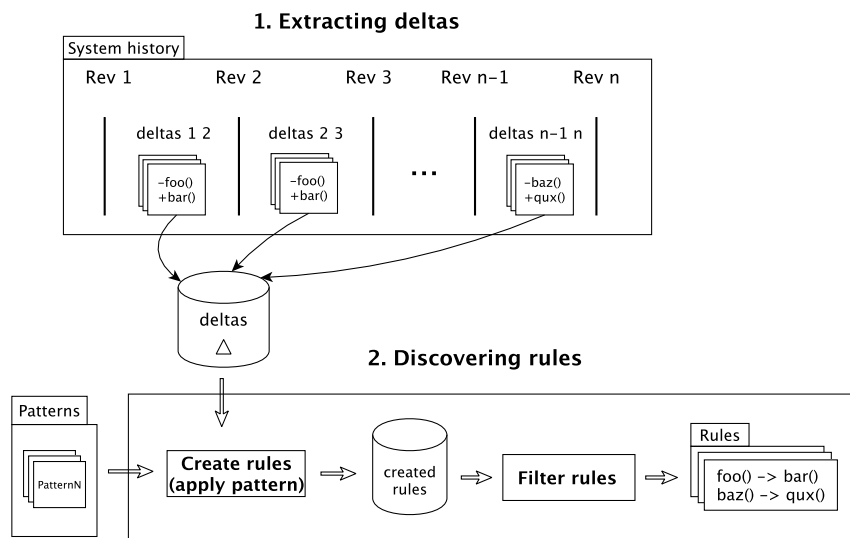 1. Extracting deltas
System history
Rev 1 Rev 2 Rev 3 Rev n-1 Rev n
deltas 1 2 deltas 2 3 deltas n-1 n
-foo() -foo() ... -baz()
+bar() +bar() +qux()
deltas
△
2. Discovering rules
Patterns
PatternN
Create rules
(apply pattern)
created
rules
Filter rules
Rules
foo() -> bar()
baz() -> qux()